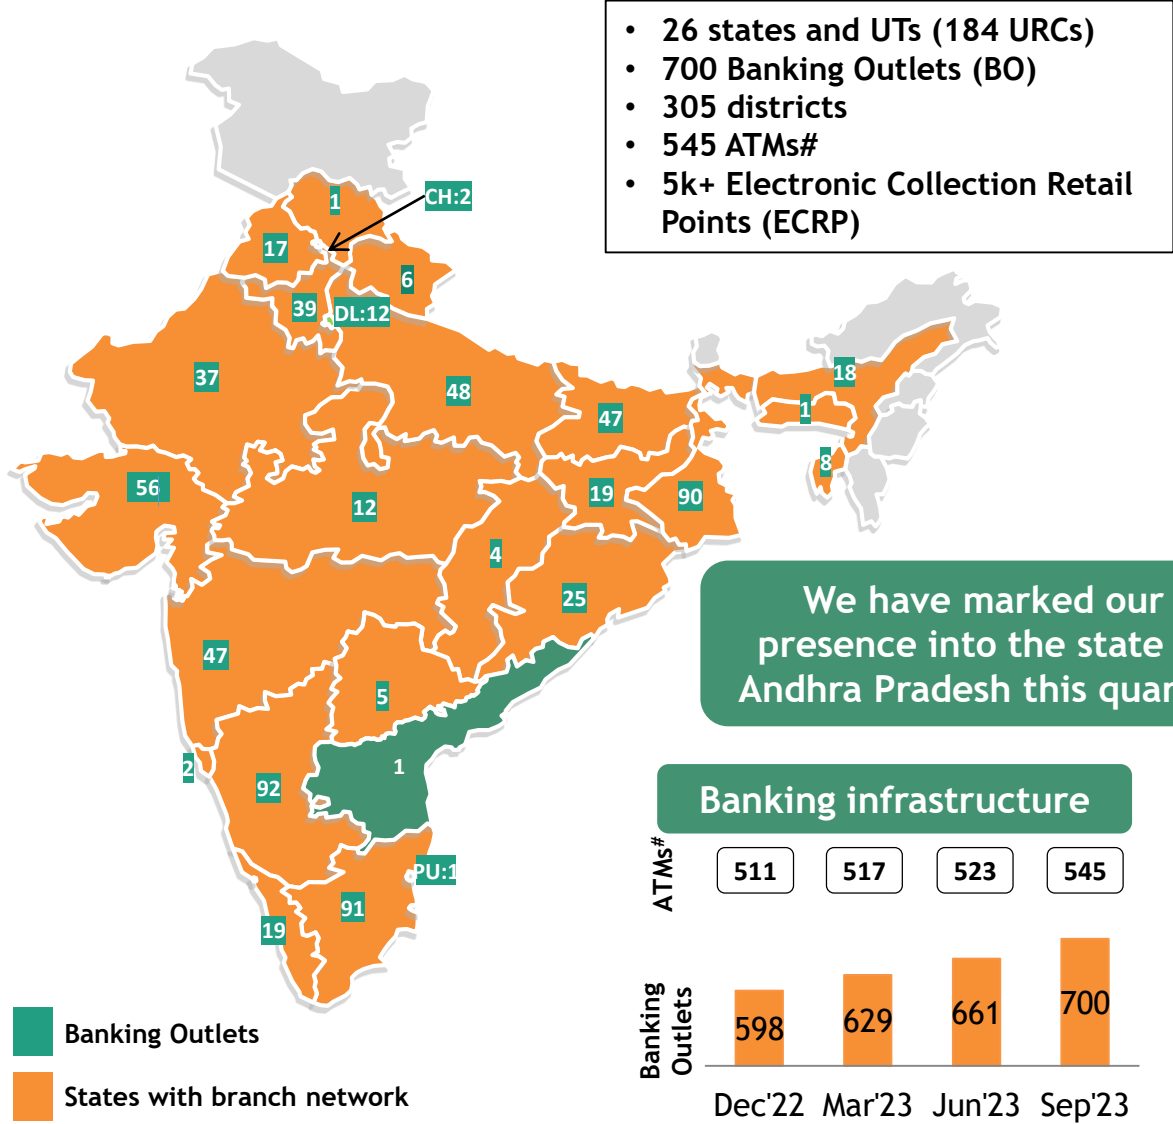 • 26 states and UTs (184 URCs)
• 700 Banking Outlets (BO)
• 305 districts
• 545 ATMs#
• 5k+ Electronic Collection Retail
Points (ECRP)
1
CH:2
17
6
39
DL:12
37
48
18
47
1
8
56
12
19
90
4
25
47
5
2
92
1
PU:1
91
19
We have marked our
presence into the state
Andhra Pradesh this quar
Banking infrastructure
ATMs#
511 517 523 545
Banking
Outlets
598 629 661 700
Dec'22 Mar'23 Jun'23 Sep'23
Banking Outlets
States with branch network